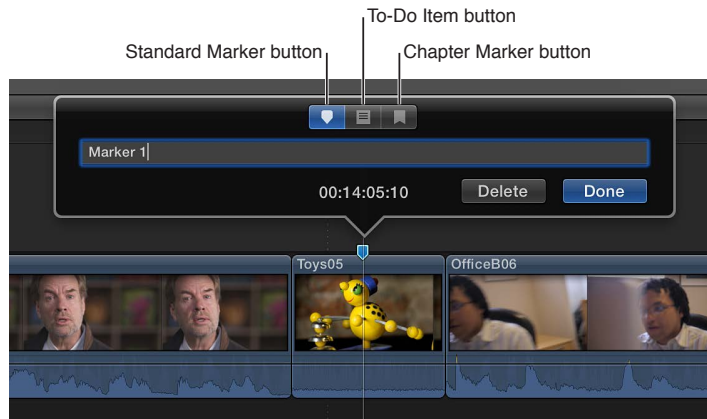 To-Do Item button
Standard Marker button
Chapter Marker button
Marker 1
00:14:05:10
Delete
Done
Toys05
OfficeB06